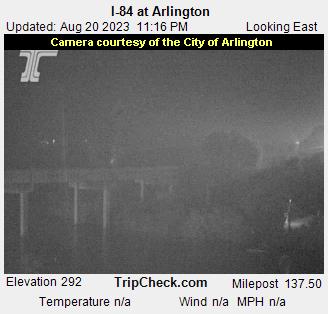 I-84 at Arlington
Updated: Aug 20 2023 11:16 PM Looking East
Camera courtesy of the City of Arlington
Elevation 292 TripCheck.com Milepost 137.50
Temperature n/a Wind n/a MPH n/a